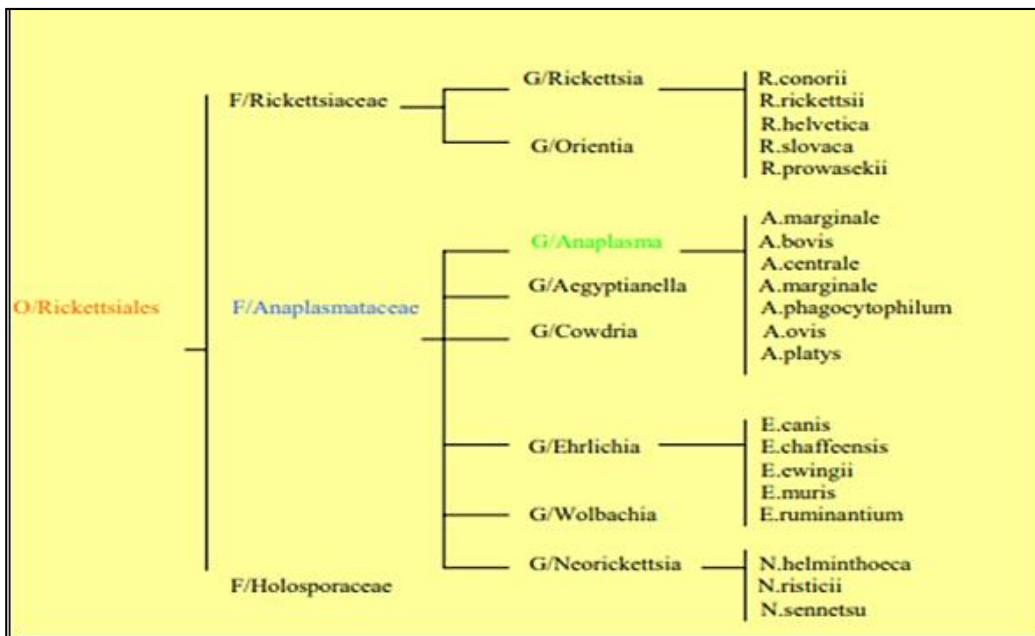 O/Rickettsiales
F/Rickettsiaceae
G/Rickettsia
R.conorii
R.rickettsii
R.helvetica
R.slovaca
R.prowasekii
G/Orientia
F/Anaplasmataceae
G/Anaplasma
A.marginale
A.bovis
A.centrale
A.marginale
A.phagocytophilum
A.ovis
A.platys
G/Aegyptianella
G/Cowdria
G/Ehrlichia
E.canis
E.chaffeensis
E.ewingii
E.muris
E.ruminantium
G/Wolbachia
G/Neorickettsia
N.helminthoeca
N.risticii
N.sennetsu
F/Holosporaceae